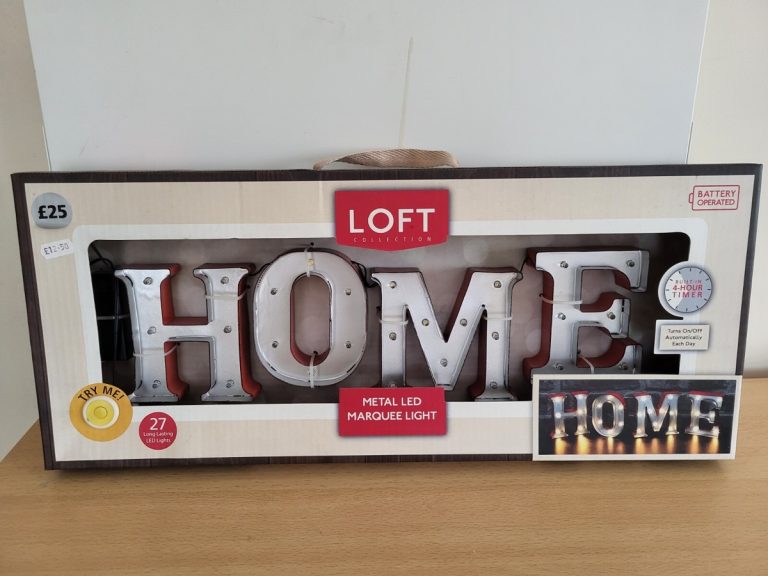 £25
£12·50
LOFT
COLLECTION
BATTERY
OPERATED
HOME
BUILT IN
4-HOUR
TIMER
Turns On/Off
Automatically
Each Day
TRY ME!
27
Long Lasting
LED Lights
METAL LED
MARQUEE LIGHT
HOME